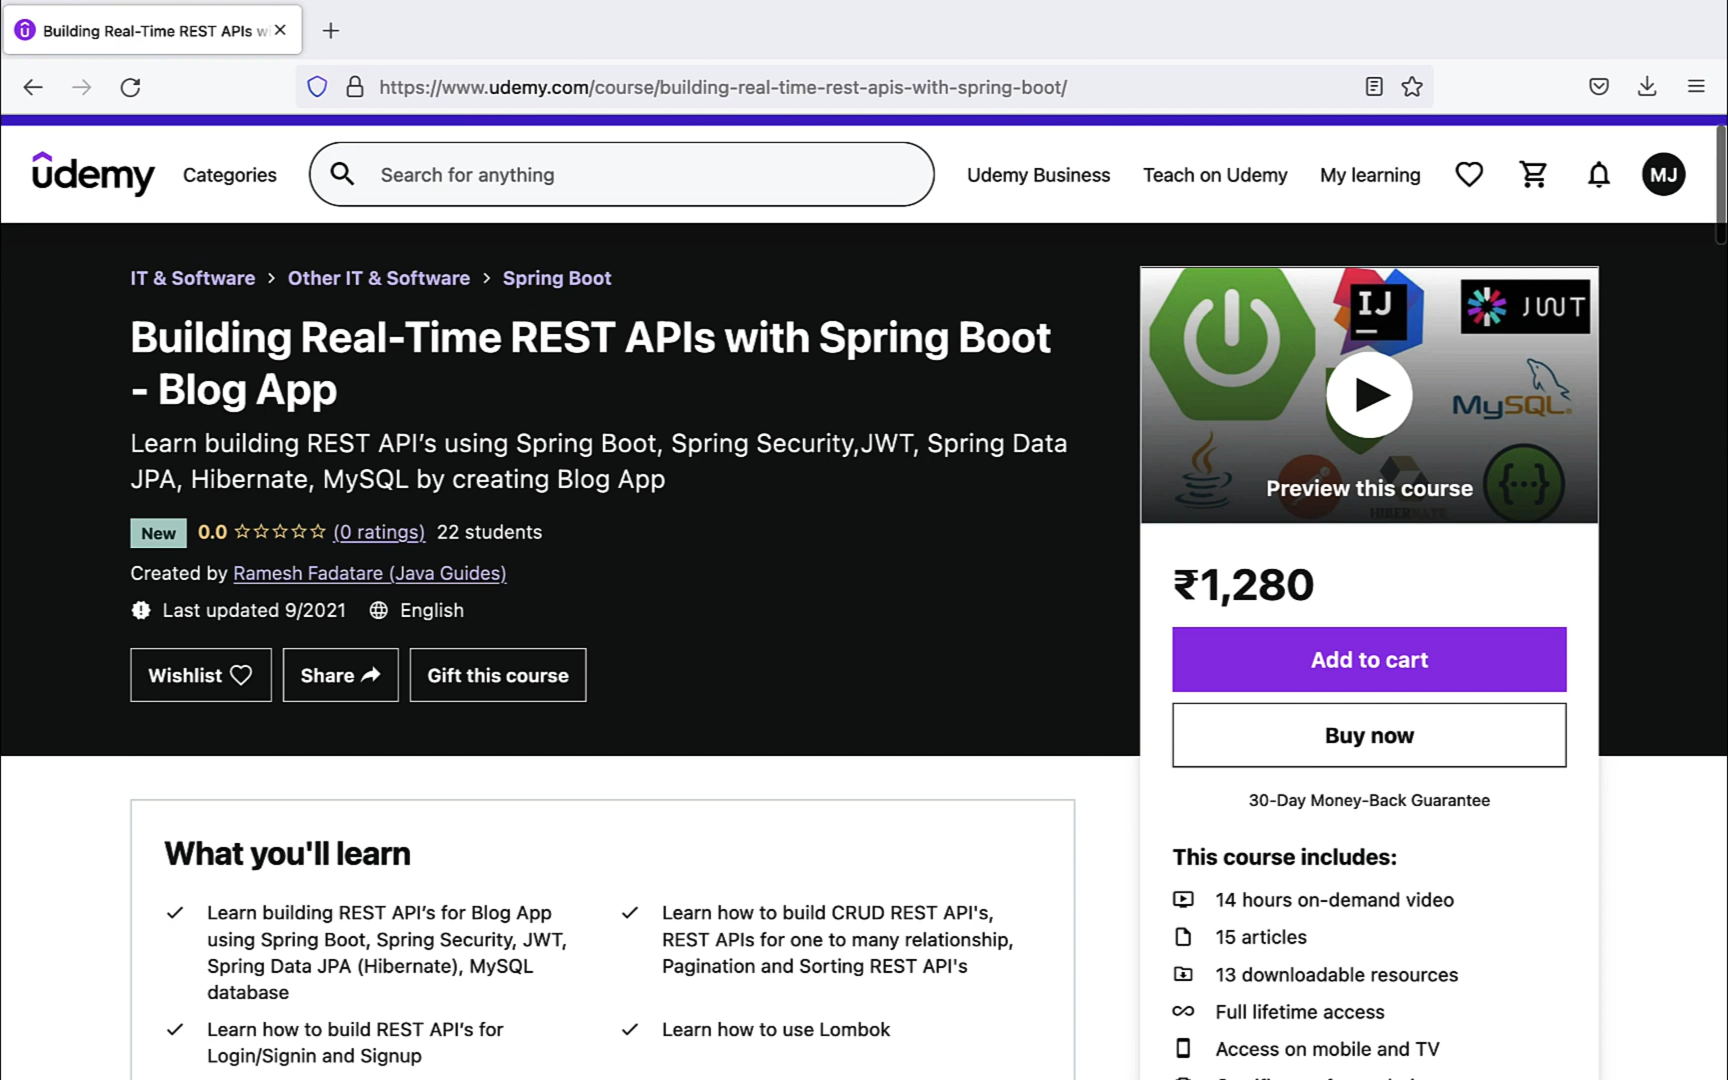 Building Real-Time REST APIs w
https://www.udemy.com/course/building-real-time-rest-apis-with-spring-boot/
udemy
Categories
Search for anything
Udemy Business
Teach on Udemy
My learning
MJ
IT & Software > Other IT & Software > Spring Boot
Building Real-Time REST APIs with Spring Boot
- Blog App
Learn building REST API’s using Spring Boot, Spring Security,JWT, Spring Data
JPA, Hibernate, MySQL by creating Blog App
New 0.0 (0 ratings) 22 students
Created by Ramesh Fadatare (Java Guides)
Last updated 9/2021 English
Wishlist
Share
Gift this course
IJ
JWT
MySQL
Preview this course
{...}
HIBERNATE
₹1,280
Add to cart
Buy now
30-Day Money-Back Guarantee
This course includes:
14 hours on-demand video
15 articles
13 downloadable resources
Full lifetime access
Access on mobile and TV
What you'll learn
Learn building REST API’s for Blog App
using Spring Boot, Spring Security, JWT,
Spring Data JPA (Hibernate), MySQL
database
Learn how to build CRUD REST API's,
REST APIs for one to many relationship,
Pagination and Sorting REST API's
Learn how to build REST API’s for
Login/Signin and Signup
Learn how to use Lombok